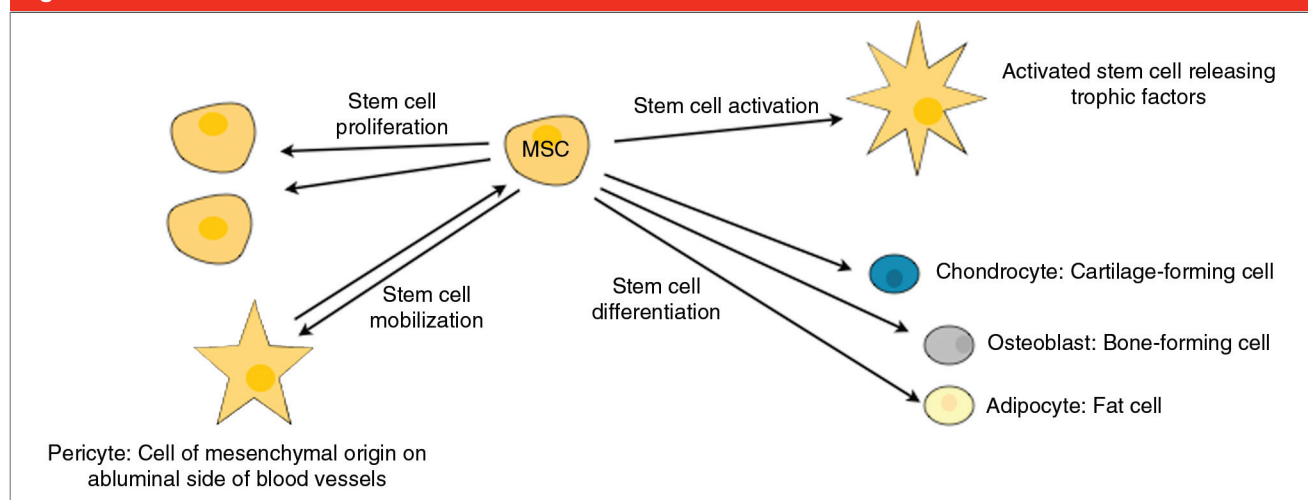 Stem cell
proliferation
MSC
Stem cell activation
Activated stem cell releasing
trophic factors
Stem cell
mobilization
Stem cell
differentiation
Chondrocyte: Cartilage-forming cell
Osteoblast: Bone-forming cell
Adipocyte: Fat cell
Pericyte: Cell of mesenchymal origin on
abluminal side of blood vessels